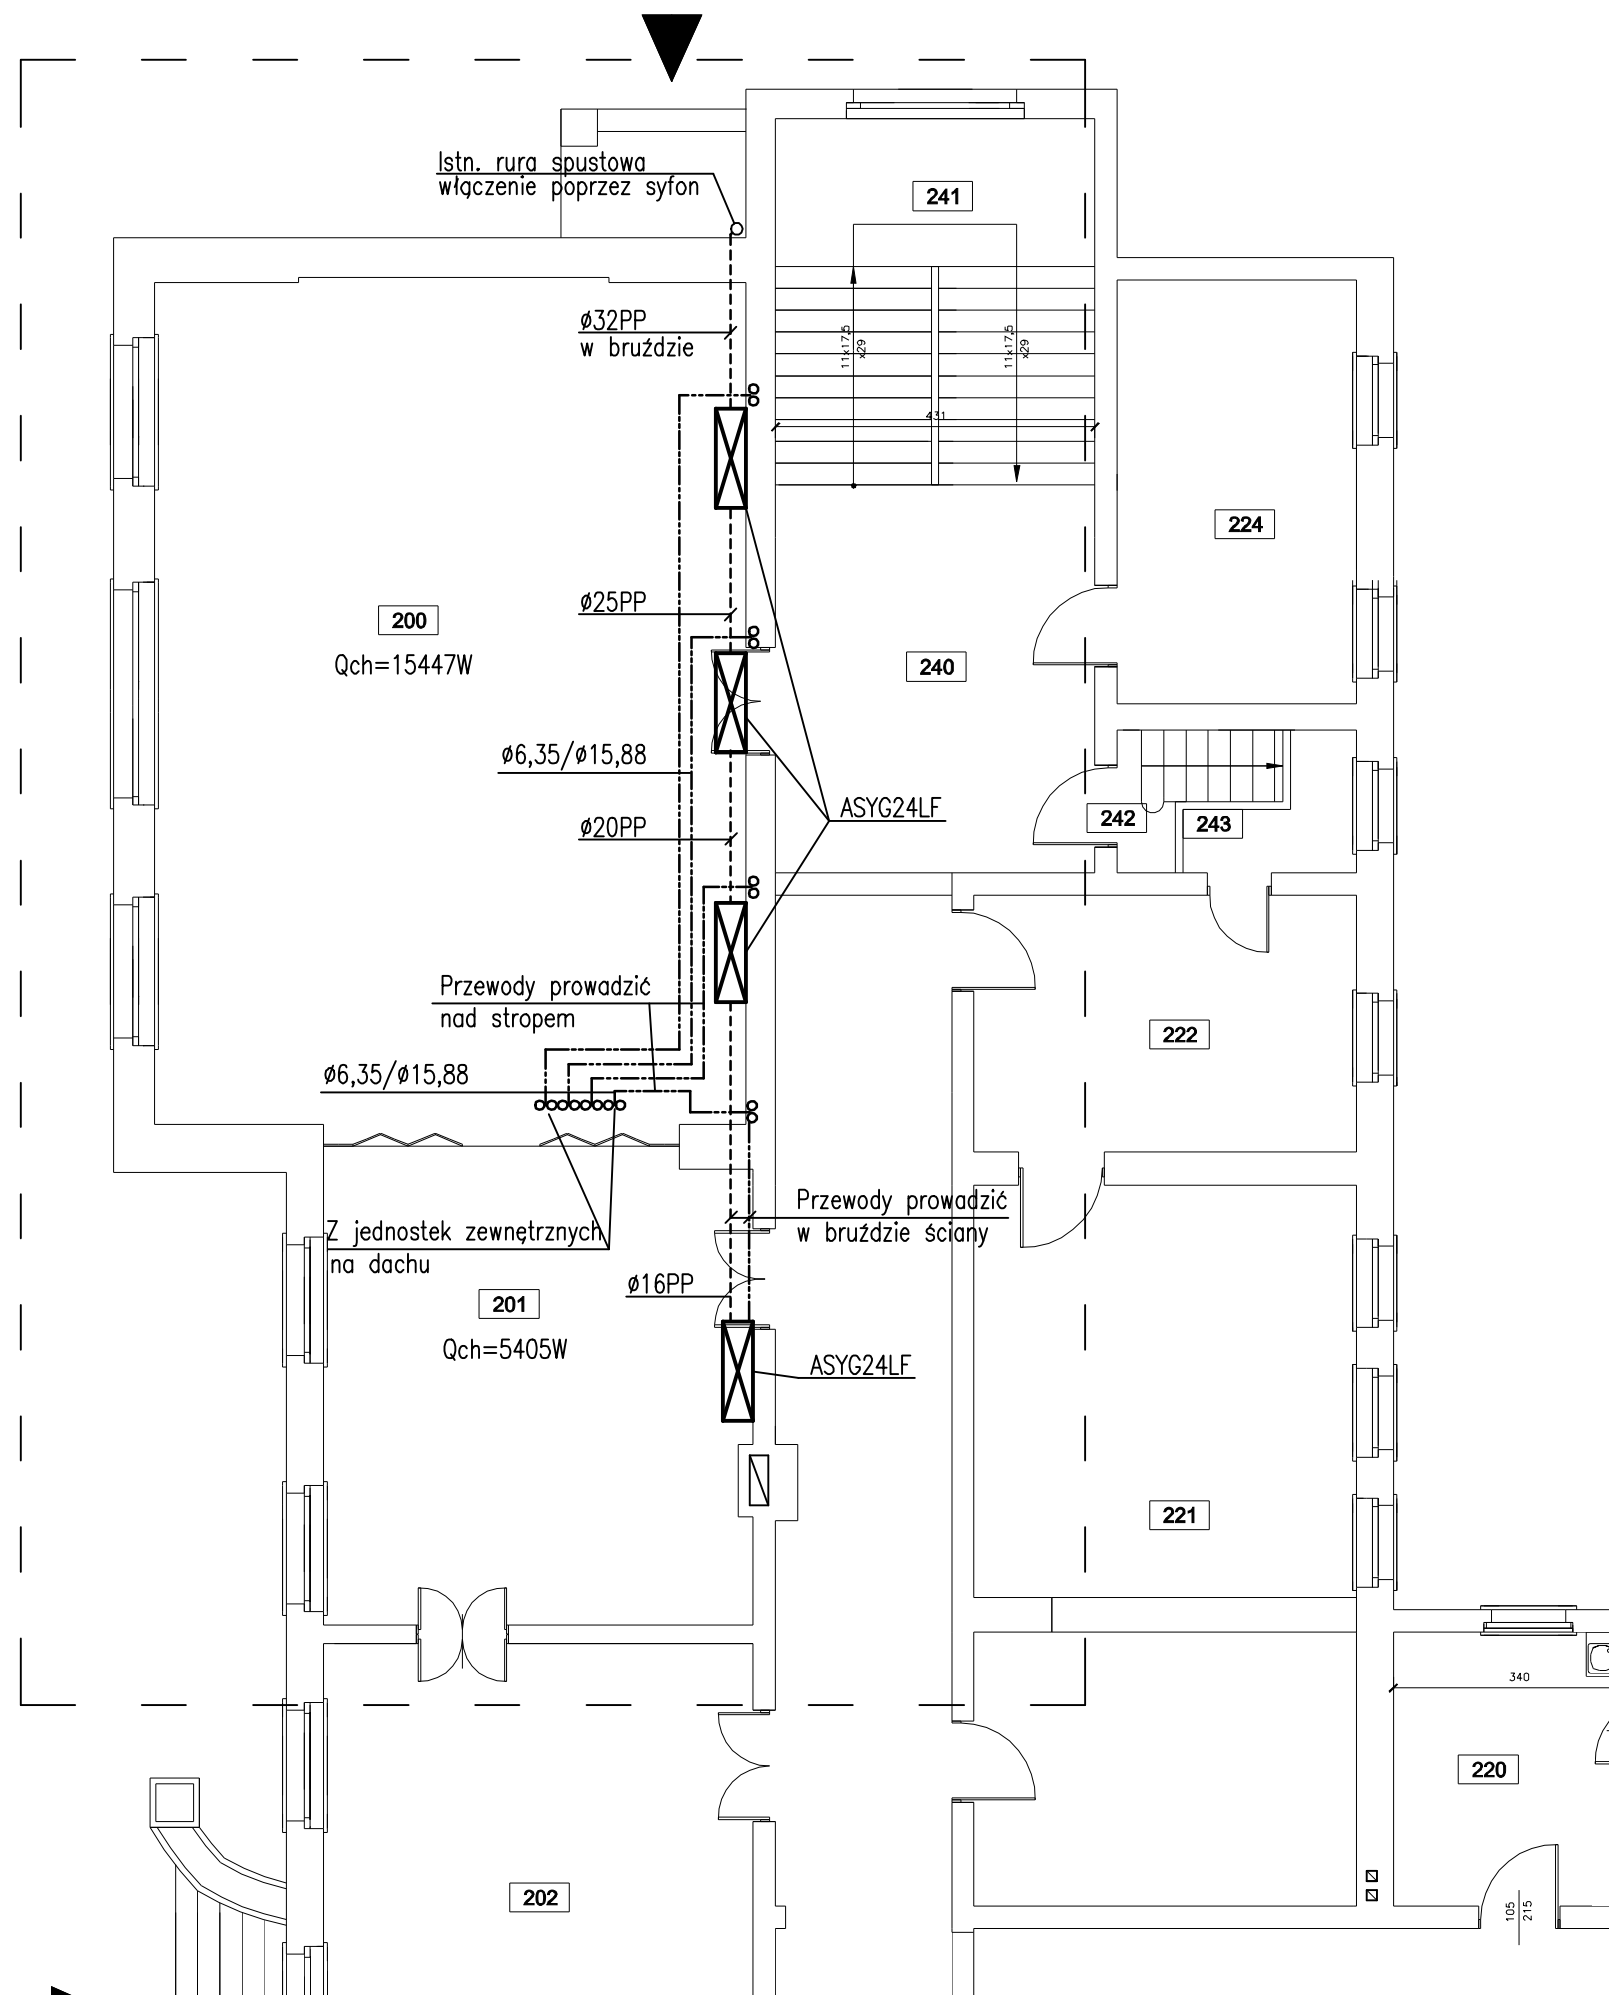 Istn. rura spustowa
włączenie poprzez syfon
241
ø32PP
w bruździe
11x17,5
x29
11x17,5
x29
431
224
ø25PP
200
Qch=15447W
240
ø6,35/ø15,88
ø20PP
ASYG24LF
242
243
Przewody prowadzić
nad stropem
222
ø6,35/ø15,88
Przewody prowadzić
w bruździe ściany
Z jednostek zewnętrznych
na dachu
ø16PP
201
Qch=5405W
ASYG24LF
221
340
220
202
105
215